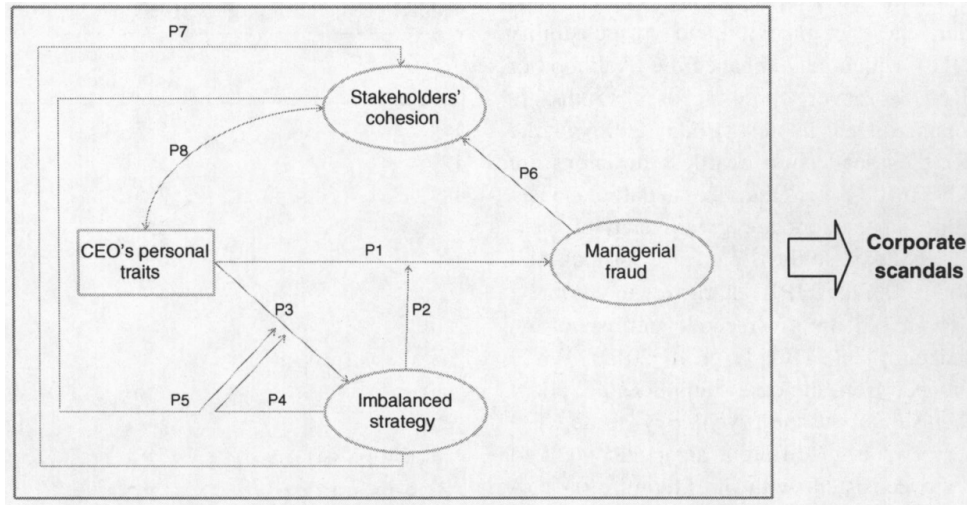 P7
Stakeholders'
cohesion
P8
P6
CEO's personal
traits
P1
Managerial
fraud
Corporate
scandals
P3
P2
P5
P4
Imbalanced
strategy